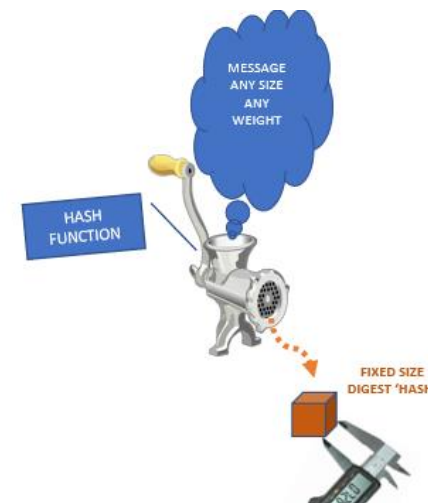 MESSAGE
ANY SIZE
ANY
WEIGHT
HASH
FUNCTION
FIXED SIZE
DIGEST ‘HASH